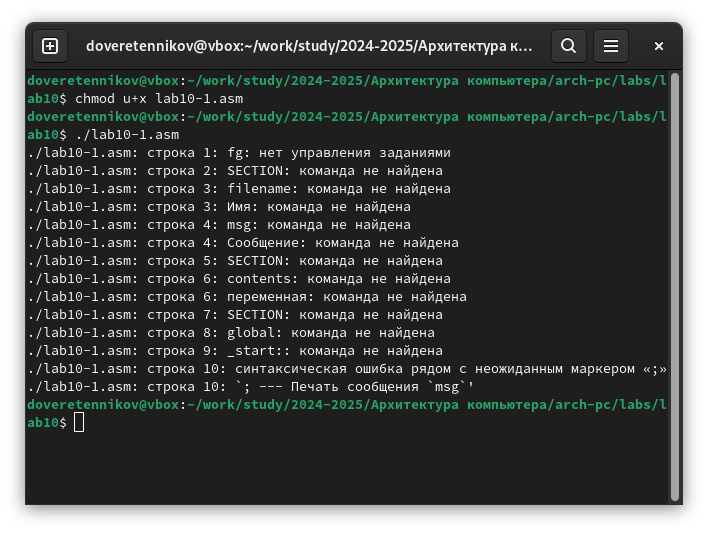 doveretennikov@vbox:~/work/study/2024-2025/Архитектура к...
doveretennikov@vbox:~/work/study/2024-2025/Архитектура компьютера/arch-pc/labs/l
ab10$ chmod u+x lab10-1.asm
doveretennikov@vbox:~/work/study/2024-2025/Архитектура компьютера/arch-pc/labs/l
ab10$ ./lab10-1.asm
./lab10-1.asm: строка 1: fg: нет управления заданиями
./lab10-1.asm: строка 2: SECTION: команда не найдена
./lab10-1.asm: строка 3: filename: команда не найдена
./lab10-1.asm: строка 3: Имя: команда не найдена
./lab10-1.asm: строка 4: msg: команда не найдена
./lab10-1.asm: строка 4: Сообщение: команда не найдена
./lab10-1.asm: строка 5: SECTION: команда не найдена
./lab10-1.asm: строка 6: contents: команда не найдена
./lab10-1.asm: строка 6: переменная: команда не найдена
./lab10-1.asm: строка 7: SECTION: команда не найдена
./lab10-1.asm: строка 8: global: команда не найдена
./lab10-1.asm: строка 9: _start:: команда не найдена
./lab10-1.asm: строка 10: синтаксическая ошибка рядом с неожиданным маркером «;»
./lab10-1.asm: строка 10: `; --- Печать сообщения `msg`'
doveretennikov@vbox:~/work/study/2024-2025/Архитектура компьютера/arch-pc/labs/l
ab10$